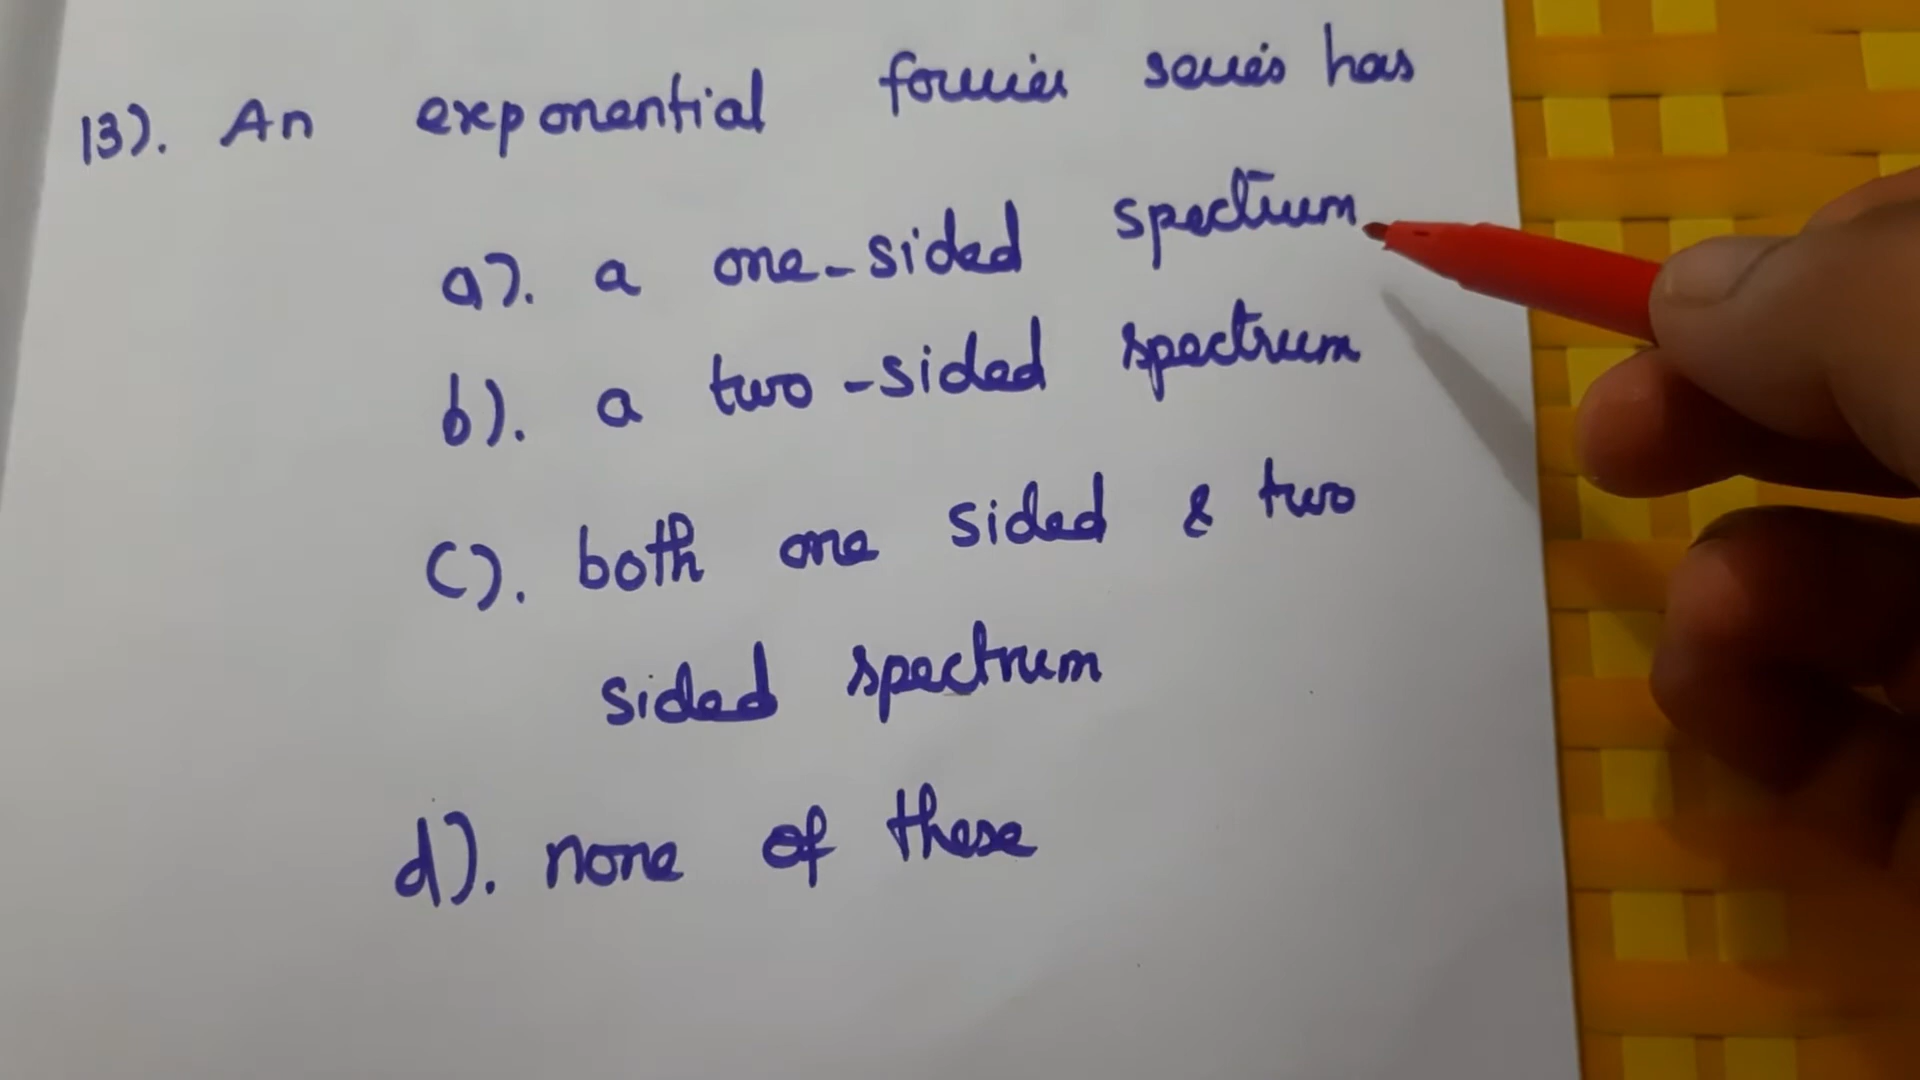 13). An exponential fourier series has
a). a one-sided spectrum
b). a two-sided spectrum
c). both one sided & two
sided spectrum
d). none of these